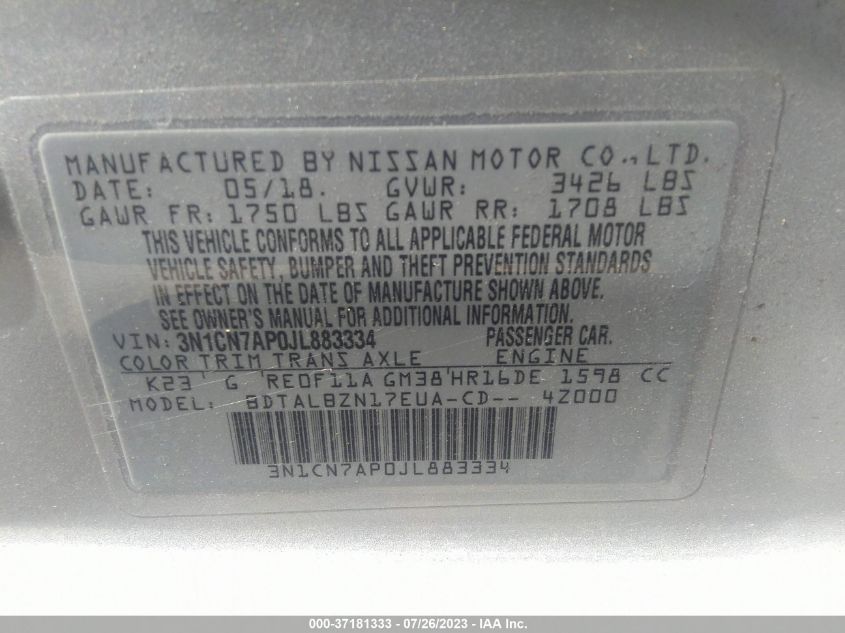 MANUFACTURED BY NISSAN MOTOR CO., LTD.
DATE: 05/18. GVWR: 3426 LBS
GAWR FR: 1750 LBS GAWR RR: 1708 LBS
THIS VEHICLE CONFORMS TO ALL APPLICABLE FEDERAL MOTOR
VEHICLE SAFETY, BUMPER AND THEFT PREVENTION STANDARDS
IN EFFECT ON THE DATE OF MANUFACTURE SHOWN ABOVE.
SEE OWNER'S MANUAL FOR ADDITIONAL INFORMATION.
VIN: 3N1CN7AP0JL883334 PASSENGER CAR.
COLOR TRIM TRANS AXLE ENGINE
K23' G 'RE0F11A GM38'HR16DE 1598 CC
MODEL: BDTALBZN17EUA-CD-- 4Z000
3N1CN7AP0JL883334
000-37181333 - 07/26/2023 - IAA Inc.